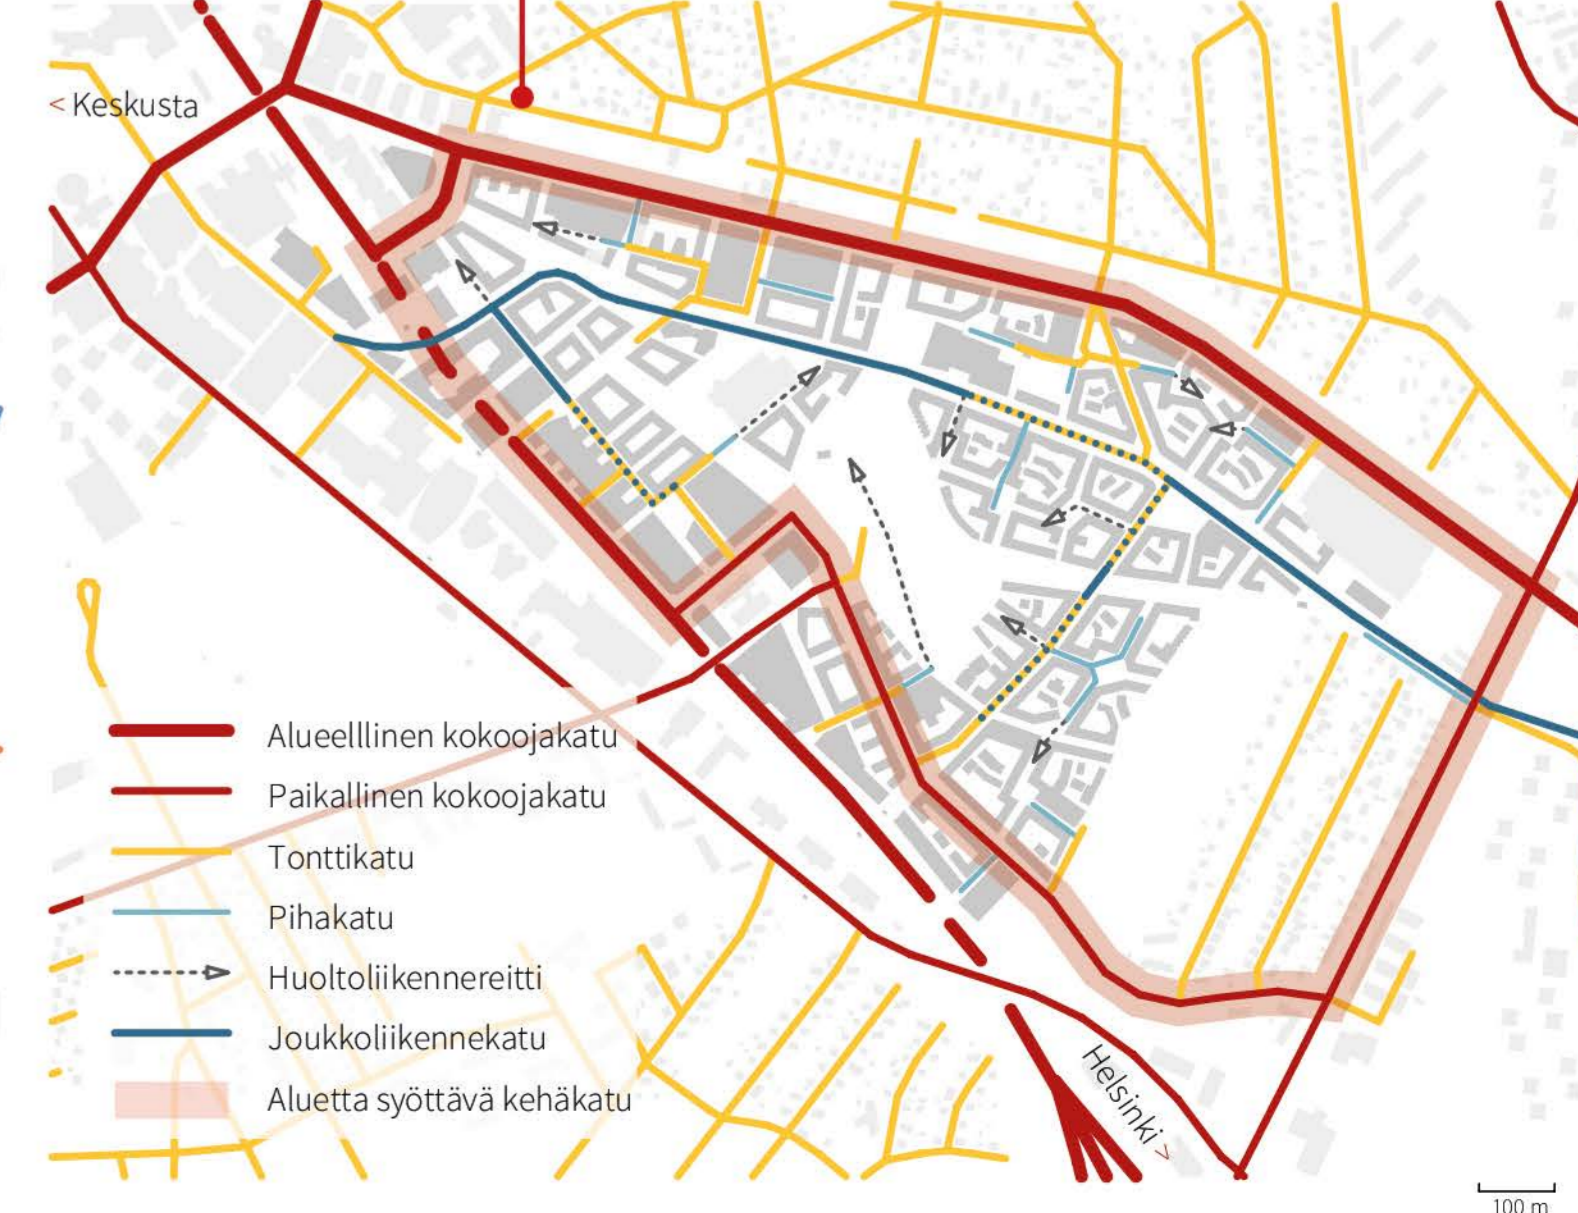 < Keskusta
Alueelllinen kokoojakatu
Paikallinen kokoojakatu
Tonttikatu
Pihakatu
Huoltoliikennereitti
Joukkoliikennekatu
Aluetta syöttävä kehäkatu
Helsinki >
100 m